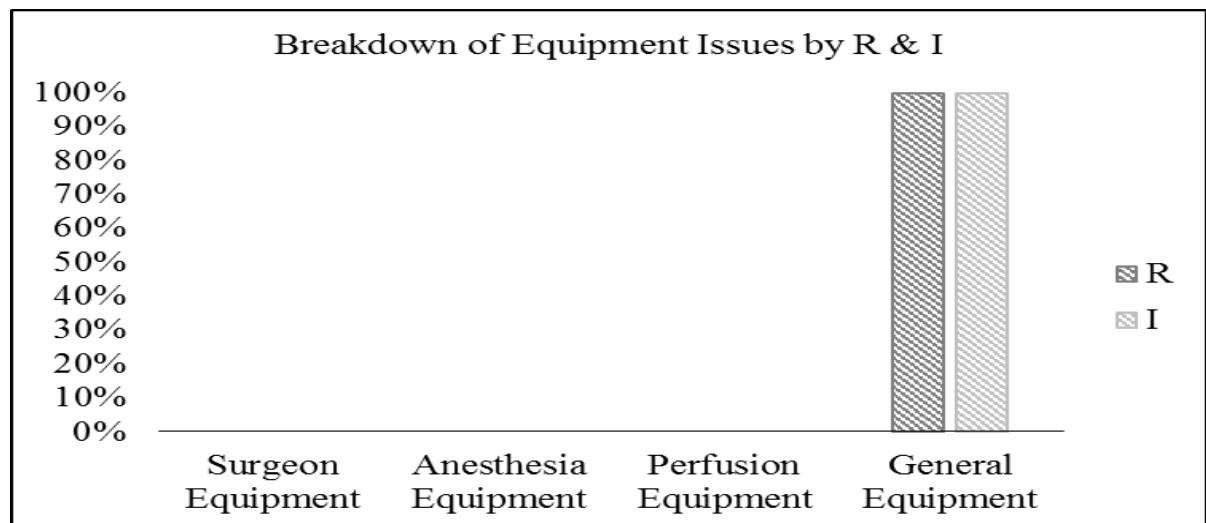 Breakdown of Equipment Issues by R & I
100%
90%
80%
70%
60%
50%
40%
30%
20%
10%
0%
Surgeon Equipment
Anesthesia Equipment
Perfusion Equipment
General Equipment
R
I